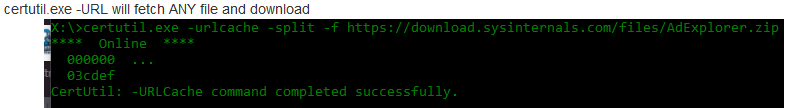 certutil.exe -URL will fetch ANY file and download
X:\>certutil.exe -urlcache -split -f https://download.sysinternals.com/files/AdExplorer.zip
****  Online  ****
  000000  ...
  03cdef
CertUtil: -URLCache command completed successfully.